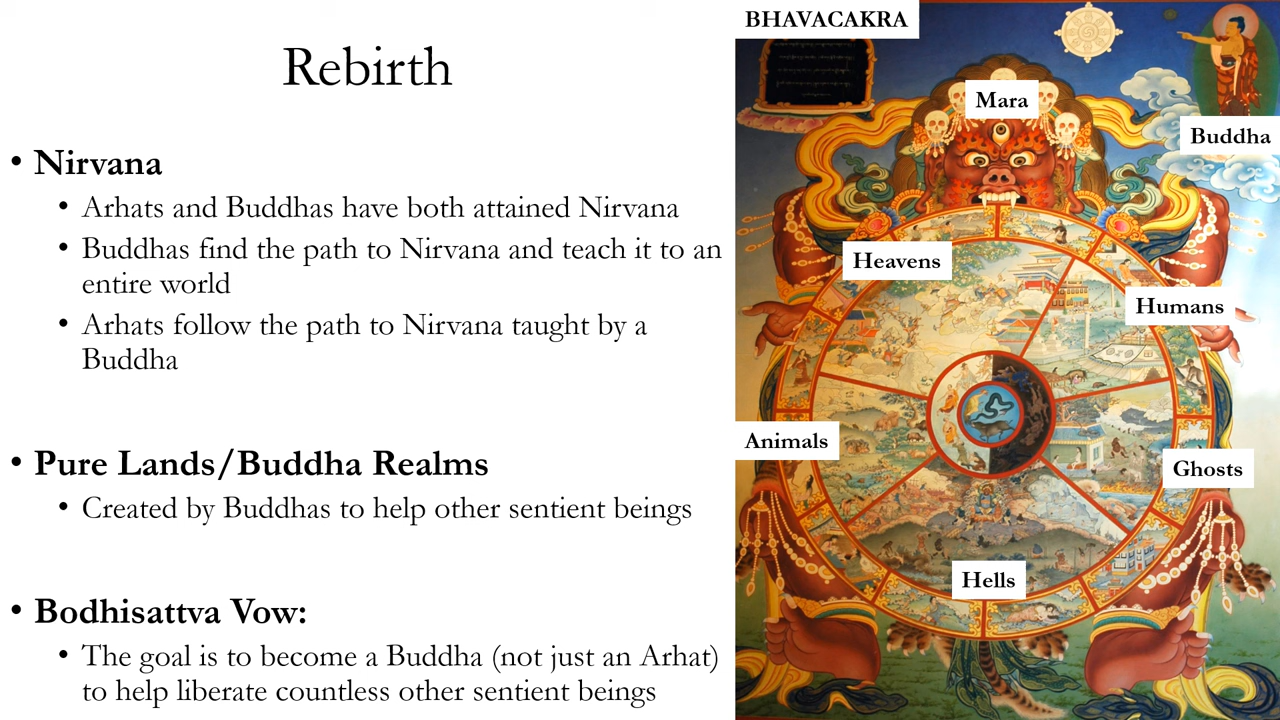 Rebirth
• Nirvana
• Arhats and Buddhas have both attained Nirvana
• Buddhas find the path to Nirvana and teach it to an
entire world
• Arhats follow the path to Nirvana taught by a
Buddha
• Pure Lands/Buddha Realms
• Created by Buddhas to help other sentient beings
• Bodhisattva Vow:
• The goal is to become a Buddha (not just an Arhat)
to help liberate countless other sentient beings
BHAVACAKRA
Mara
Buddha
Heavens
Humans
Animals
Ghosts
Hells